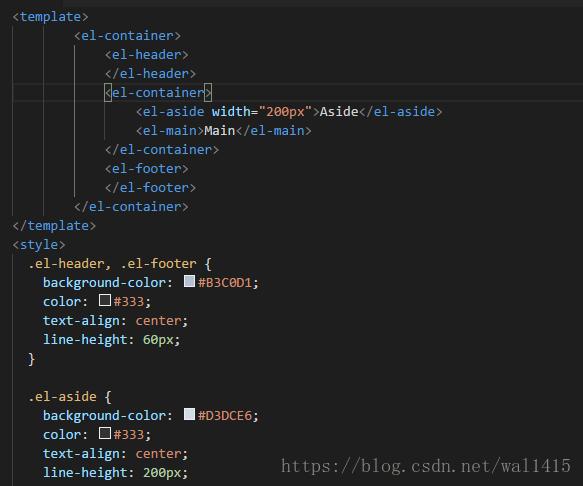 <template>
<el-container>
<el-header>
</el-header>
<el-container>
<el-aside width="200px">Aside</el-aside>
<el-main>Main</el-main>
</el-container>
<el-footer>
</el-footer>
</el-container>
</template>
<style>
.el-header, .el-footer {
background-color: #B3C0D1;
color: #333;
text-align: center;
line-height: 60px;
}
.el-aside {
background-color: #D3DCE6;
color: #333;
text-align: center;
line-height: 200px;
https://blog.csdn.net/wal1415